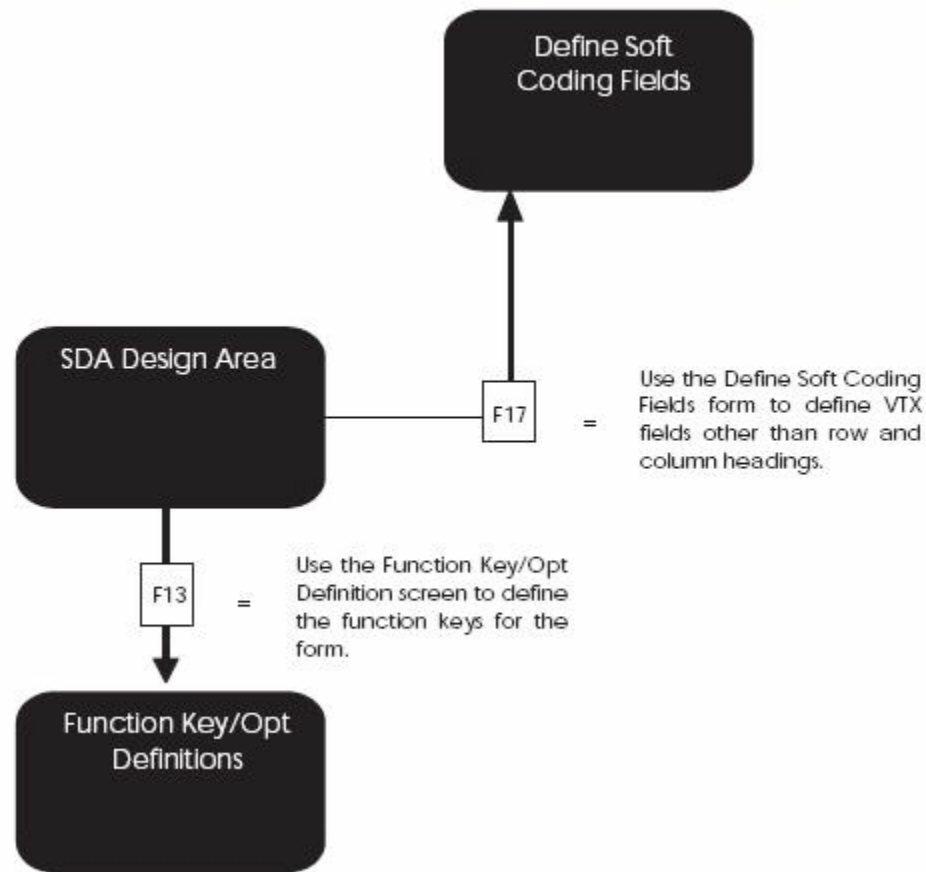 Define Soft
Coding Fields
SDA Design Area
F17
=
Use the Define Soft Coding
Fields form to define VTX
fields other than row and
column headings.
F13
=
Use the Function Key/Opt
Definition screen to define
the function keys for the
form.
Function Key/Opt
Definitions